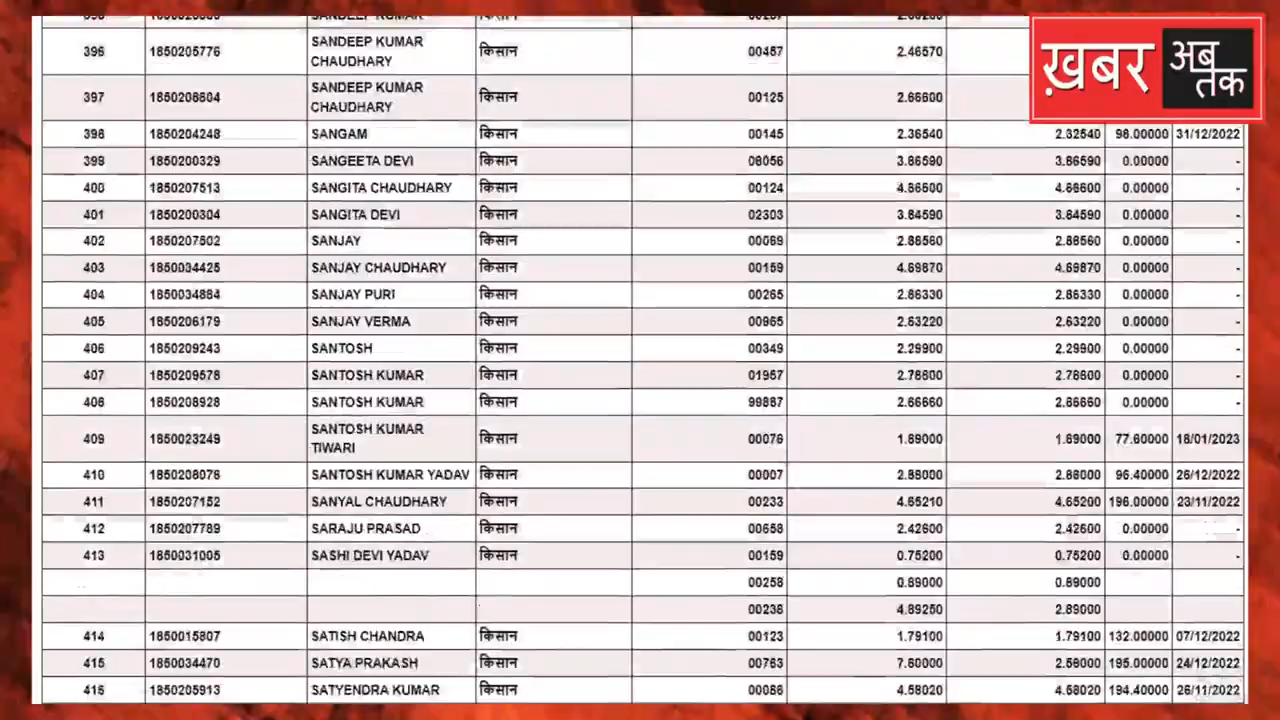 ख़बर अब तक
396 1850205776 SANDEEP KUMAR CHAUDHARY किसान 00457 2.46570
397 1850206604 SANDEEP KUMAR CHAUDHARY किसान 00125 2.66600
398 1850204248 SANGAM किसान 00145 2.36540 2.32540 98.00000 31/12/2022
399 1850200329 SANGEETA DEVI किसान 08056 3.86590 3.86590 0.00000 -
400 1850207513 SANGITA CHAUDHARY किसान 00124 4.86600 4.66600 0.00000 -
401 1850200304 SANGITA DEVI किसान 02303 3.84590 3.64590 0.00000 -
402 1850207502 SANJAY किसान 00069 2.86560 2.86560 0.00000 -
403 1850034425 SANJAY CHAUDHARY किसान 00159 4.69870 4.69870 0.00000 -
404 1850034884 SANJAY PURI किसान 00265 2.86330 2.86330 0.00000 -
405 1850206179 SANJAY VERMA किसान 00965 2.63220 2.63220 0.00000 -
406 1850209243 SANTOSH किसान 00349 2.29900 2.29900 0.00000 -
407 1850209578 SANTOSH KUMAR किसान 01957 2.76600 2.76600 0.00000 -
408 1850208928 SANTOSH KUMAR किसान 99887 2.66660 2.66660 0.00000 -
409 1850023249 SANTOSH KUMAR TIWARI किसान 00076 1.69000 1.69000 77.60000 18/01/2023
410 1850208076 SANTOSH KUMAR YADAV किसान 00007 2.88000 2.88000 96.40000 26/12/2022
411 1850207152 SANYAL CHAUDHARY किसान 00233 4.65210 4.65200 196.00000 23/11/2022
412 1850207789 SARAJU PRASAD किसान 00658 2.42600 2.42600 0.00000 -
413 1850031005 SASHI DEVI YADAV किसान 00159 0.75200 0.75200 0.00000 -
00258 0.89000 0.89000
00238 4.89250 2.89000
414 1850015807 SATISH CHANDRA किसान 00123 1.79100 1.79100 132.00000 07/12/2022
415 1850034470 SATYA PRAKASH किसान 00763 7.60000 2.56000 195.00000 24/12/2022
416 1850205913 SATYENDRA KUMAR किसान 00086 4.58020 4.58020 194.40000 26/11/2022